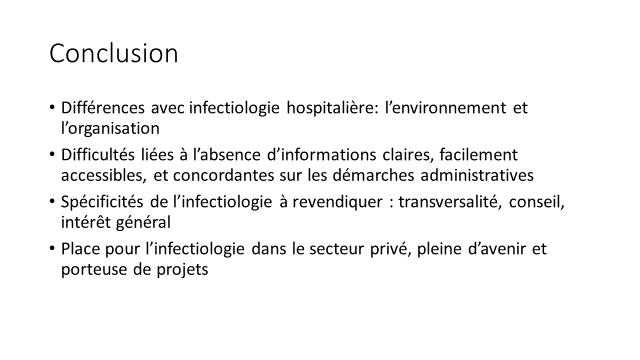 Conclusion
• Différences avec infectiologie hospitalière: l’environnement et
l’organisation
• Difficultés liées à l’absence d’informations claires, facilement
accessibles, et concordantes sur les démarches administratives
• Spécificités de l’infectiologie à revendiquer : transversalité, conseil,
intérêt général
• Place pour l’infectiologie dans le secteur privé, pleine d’avenir et
porteuse de projets